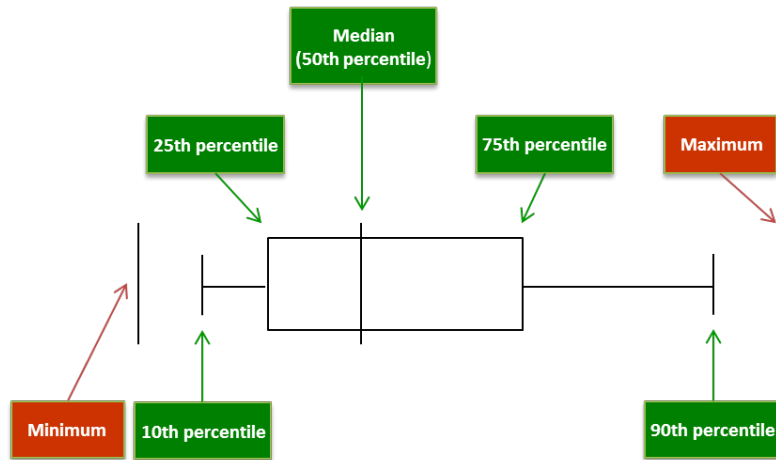 Median
(50th percentile)
25th percentile
75th percentile
Maximum
Minimum
10th percentile
90th percentile